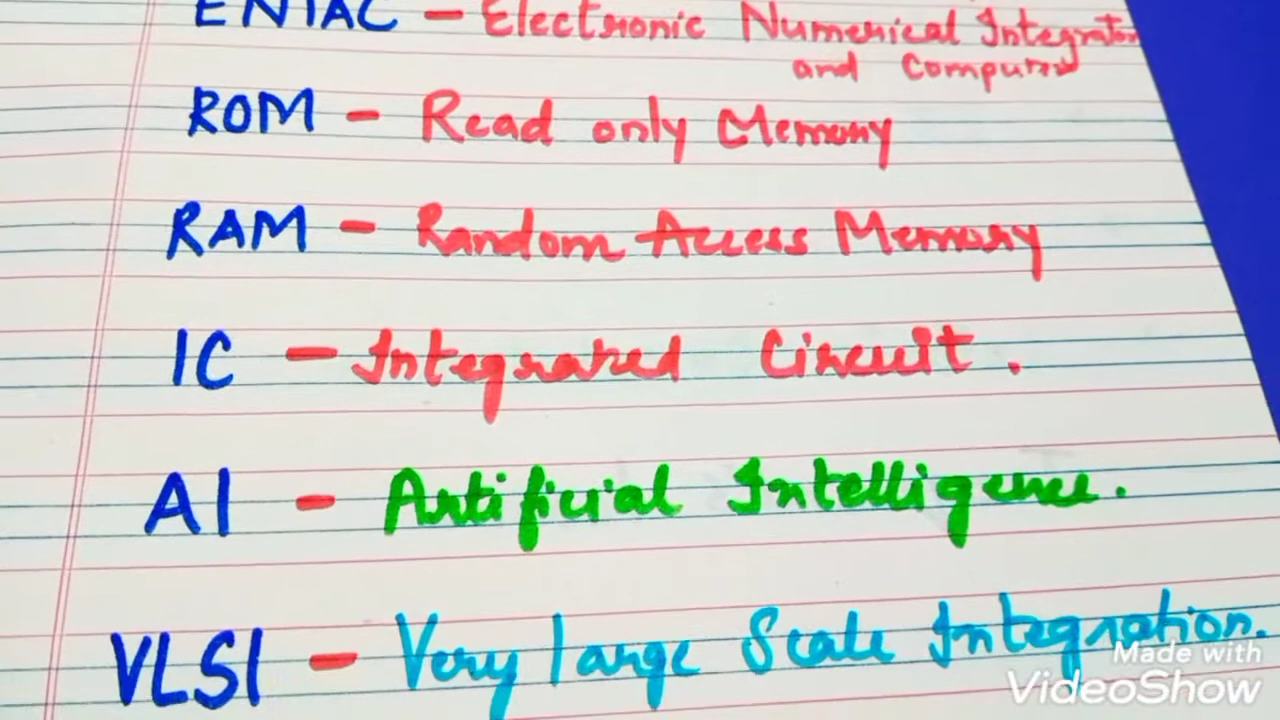 ENIAC - Electronic Numerical Integrator
and Computer
ROM - Read only Memory
RAM - Random Access Memory
IC - Integrated Circuit.
AI - Artificial Intelligence.
VLSI - Very large Scale Integration.
Made with
VideoShow